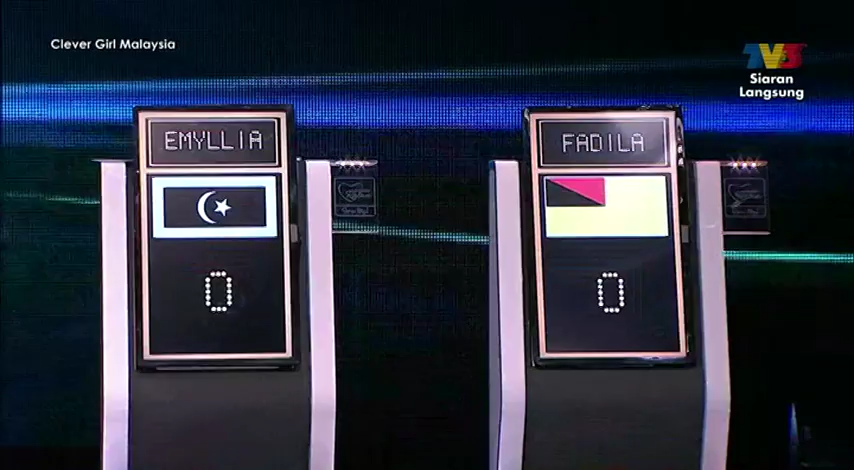 Clever Girl Malaysia
TV3
Siaran
Langsung
EMYLLIA
FADILA
0
0